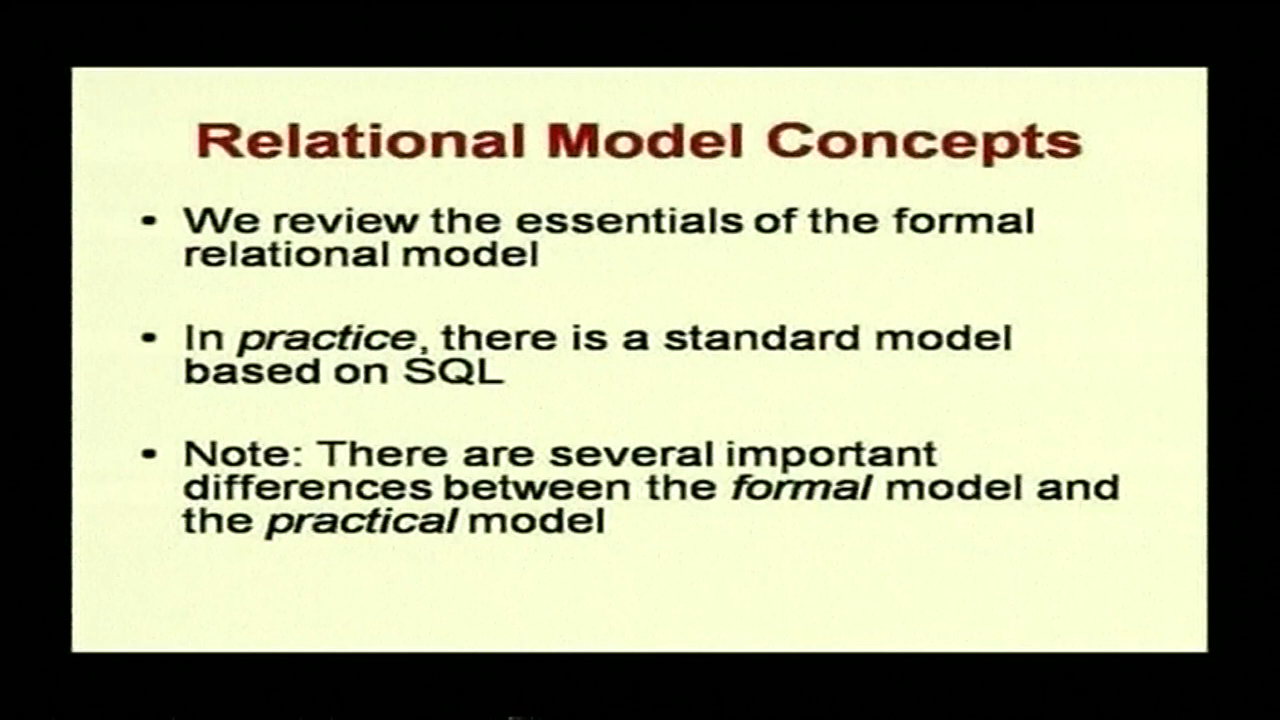 Relational Model Concepts
• We review the essentials of the formal
relational model
• In practice, there is a standard model
based on SQL
• Note: There are several important
differences between the formal model and
the practical model